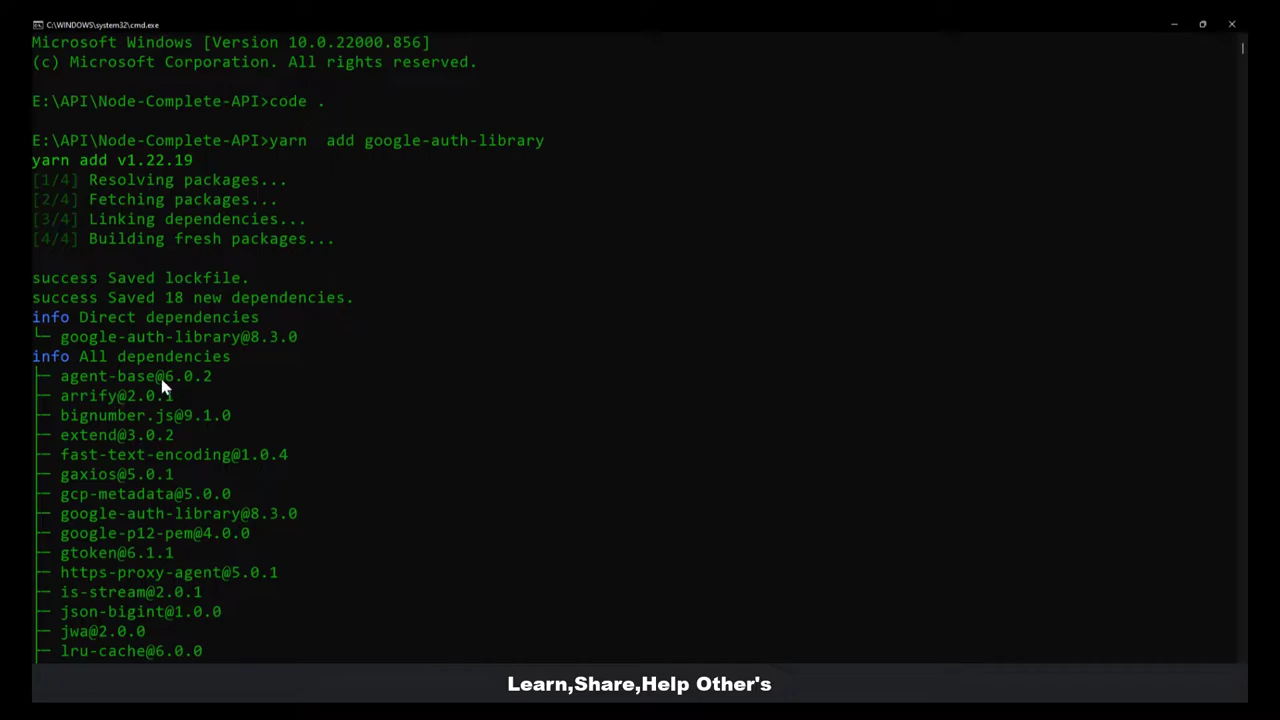 C:\WINDOWS\system32\cmd.exe
Microsoft Windows [Version 10.0.22000.856]
(c) Microsoft Corporation. All rights reserved.
E:\API\Node-Complete-API>code .
E:\API\Node-Complete-API>yarn  add google-auth-library
yarn add v1.22.19
[1/4] Resolving packages...
[2/4] Fetching packages...
[3/4] Linking dependencies...
[4/4] Building fresh packages...
success Saved lockfile.
success Saved 18 new dependencies.
info Direct dependencies
└─ google-auth-library@8.3.0
info All dependencies
├─ agent-base@6.0.2
├─ arrify@2.0.1
├─ bignumber.js@9.1.0
├─ extend@3.0.2
├─ fast-text-encoding@1.0.4
├─ gaxios@5.0.1
├─ gcp-metadata@5.0.0
├─ google-auth-library@8.3.0
├─ google-p12-pem@4.0.0
├─ gtoken@6.1.1
├─ https-proxy-agent@5.0.1
├─ is-stream@2.0.1
├─ json-bigint@1.0.0
├─ jwa@2.0.0
├─ lru-cache@6.0.0
Learn,Share,Help Other's